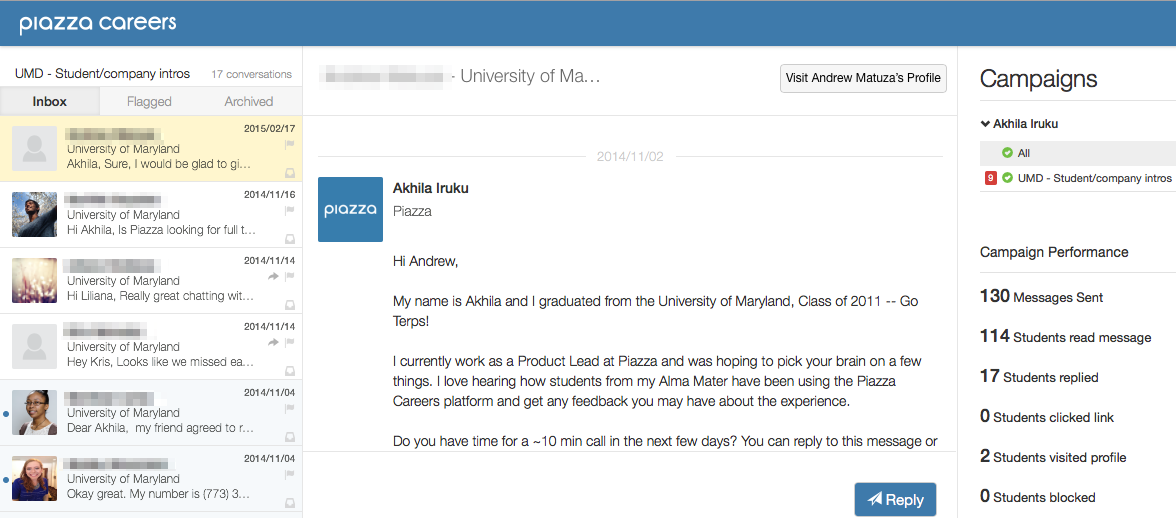 piazza careers
UMD - Student/company intros 17 conversations
Inbox Flagged Archived
2015/02/17
University of Maryland
Akhila, Sure, I would be glad to gi…
2014/11/16
University of Maryland
Hi Akhila, Is Piazza looking for full t…
2014/11/14
University of Maryland
Hi Liliana, Really great chatting wit…
2014/11/14
University of Maryland
Hey Kris, Looks like we missed ea…
2014/11/04
University of Maryland
Dear Akhila,  my friend agreed to r…
2014/11/04
University of Maryland
Okay great. My number is (773) 3…
- University of Ma…
Visit Andrew Matuza's Profile
2014/11/02
piazza
Akhila Iruku
Piazza
Hi Andrew,
My name is Akhila and I graduated from the University of Maryland, Class of 2011 -- Go
Terps!
I currently work as a Product Lead at Piazza and was hoping to pick your brain on a few
things. I love hearing how students from my Alma Mater have been using the Piazza
Careers platform and get any feedback you may have about the experience.
Do you have time for a ~10 min call in the next few days? You can reply to this message or
Reply
Campaigns
Akhila Iruku
All
9 UMD - Student/company intros
Campaign Performance
130 Messages Sent
114 Students read message
17 Students replied
0 Students clicked link
2 Students visited profile
0 Students blocked